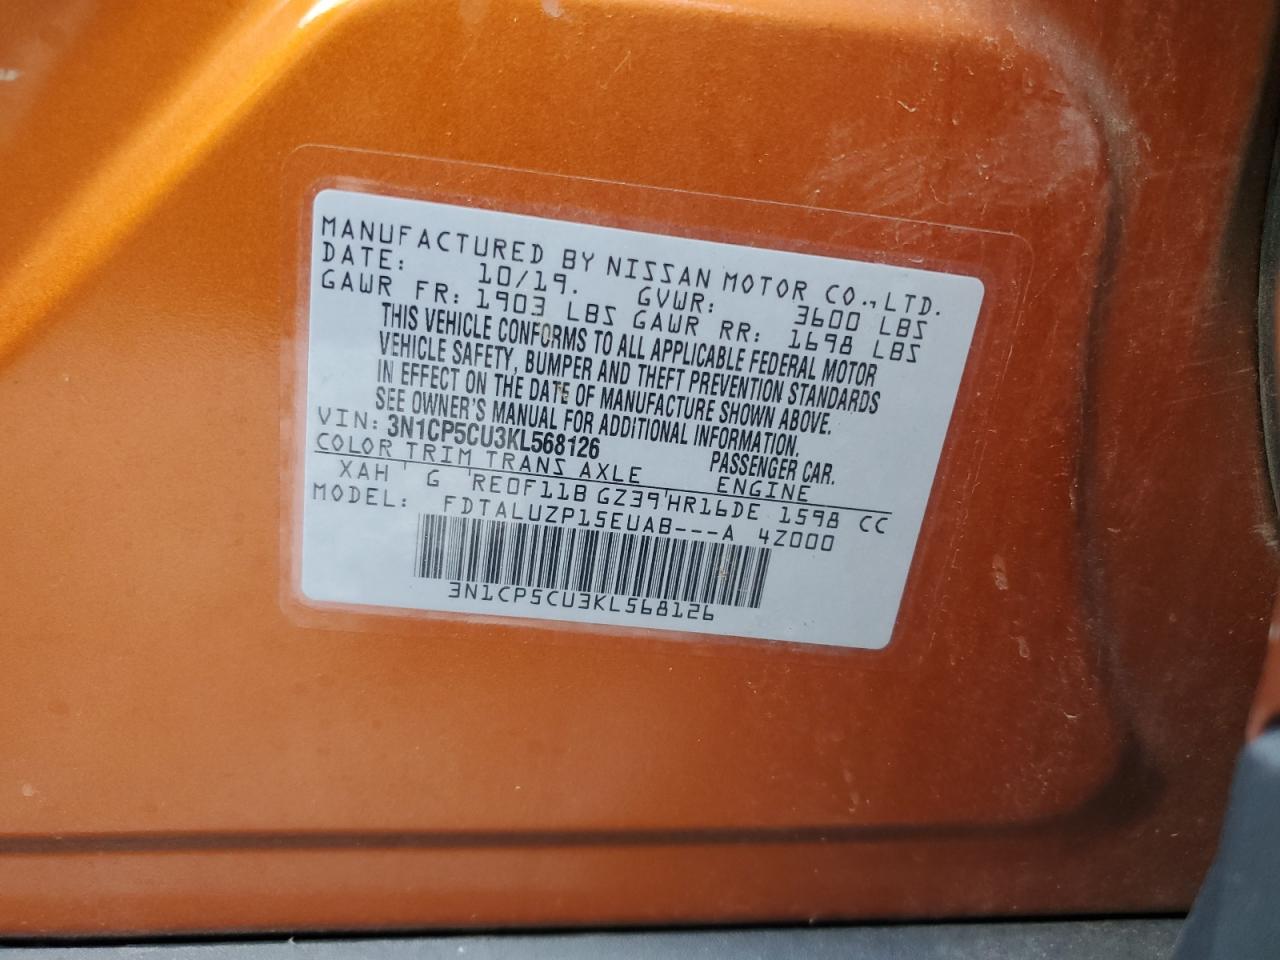 MANUFACTURED BY NISSAN MOTOR CO.,LTD.
DATE: 10/19. GVWR: 3600 LBS
GAWR FR: 1903 LBS GAWR RR: 1698 LBS
THIS VEHICLE CONFORMS TO ALL APPLICABLE FEDERAL MOTOR
VEHICLE SAFETY, BUMPER AND THEFT PREVENTION STANDARDS
IN EFFECT ON THE DATE OF MANUFACTURE SHOWN ABOVE.
SEE OWNER'S MANUAL FOR ADDITIONAL INFORMATION.
VIN: 3N1CP5CU3KL568126 PASSENGER CAR.
COLOR TRIM TRANS AXLE ENGINE
XAH G RE0F11B GZ39 HR16DE 1598 CC
MODEL: FDTALUZP15EUAB---A 4Z000
3N1CP5CU3KL568126